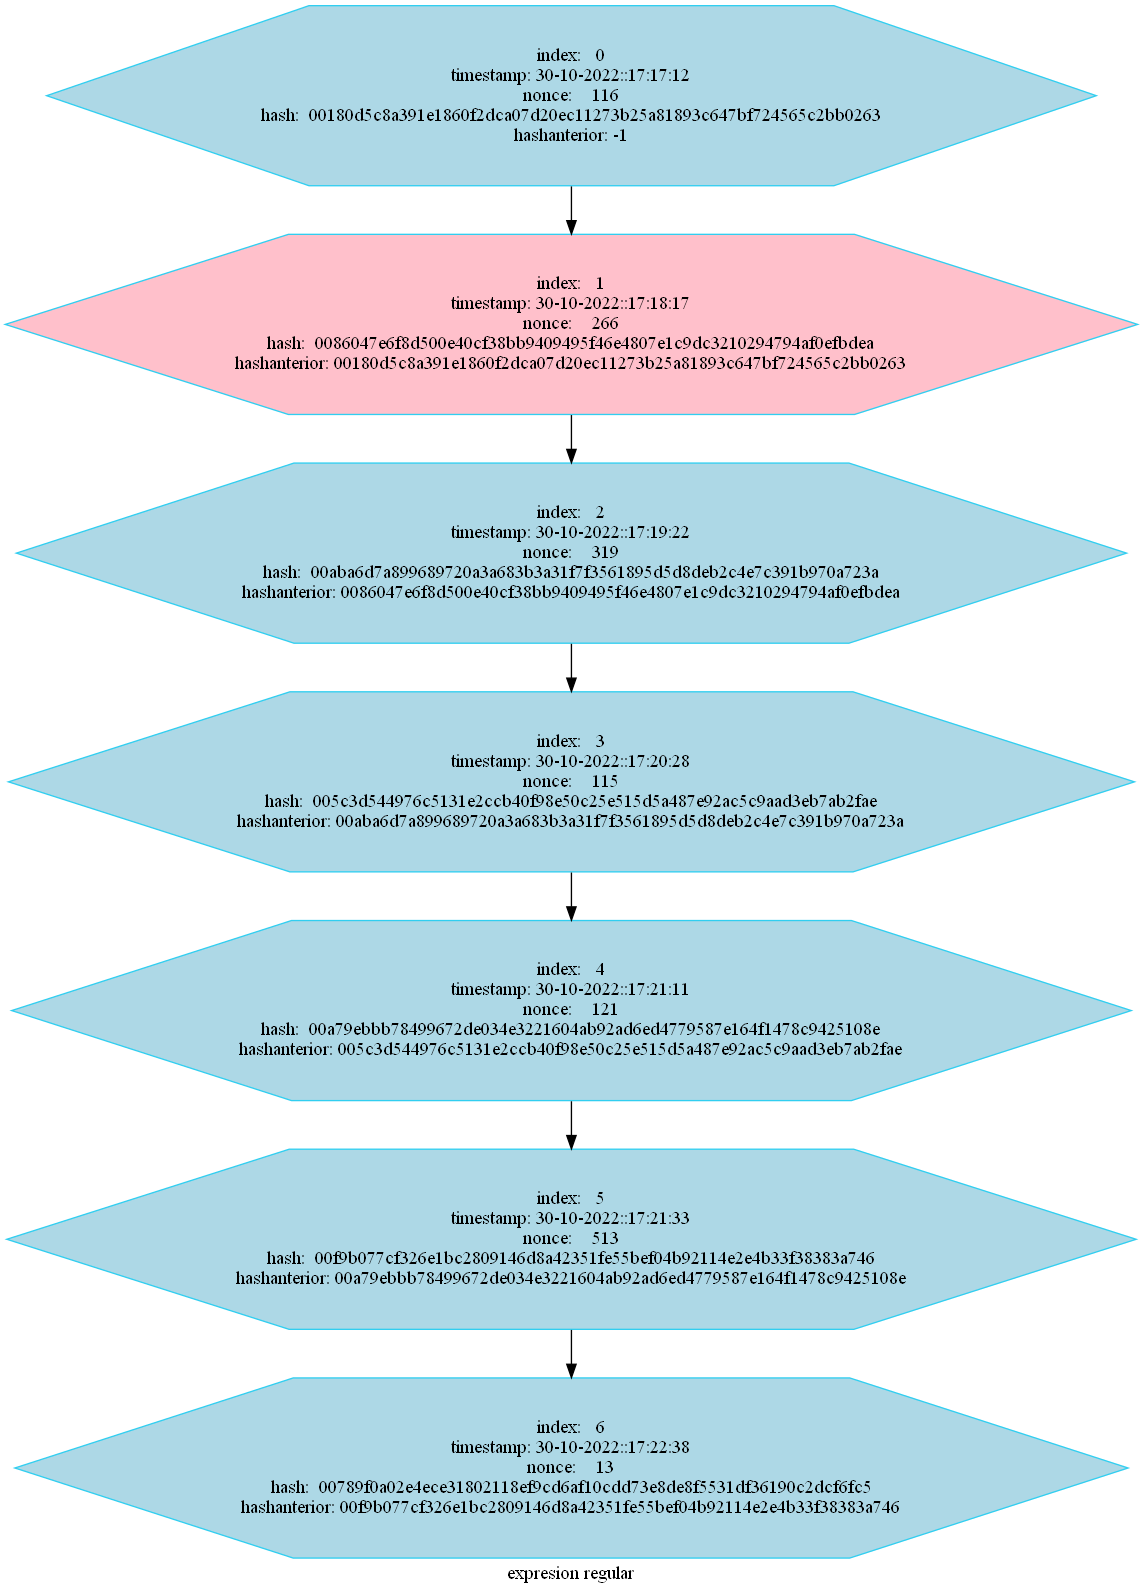 index: 0
timestamp: 30-10-2022::17:17:12
nonce: 116
hash: 00180d5c8a391e1860f2dca07d20ec11273b25a81893c647bf724565c2bb0263
hashanterior: -1
index: 1
timestamp: 30-10-2022::17:18:17
nonce: 266
hash: 0086047e6f8d500e40cf38bb9409495f46e4807e1c9dc3210294794af0efbdea
hashanterior: 00180d5c8a391e1860f2dca07d20ec11273b25a81893c647bf724565c2bb0263
index: 2
timestamp: 30-10-2022::17:19:22
nonce: 319
hash: 00aba6d7a899689720a3a683b3a31f7f3561895d5d8deb2c4e7c391b970a723a
hashanterior: 0086047e6f8d500e40cf38bb9409495f46e4807e1c9dc3210294794af0efbdea
index: 3
timestamp: 30-10-2022::17:20:28
nonce: 115
hash: 005c3d544976c5131e2ccb40f98e50c25e515d5a487e92ac5c9aad3eb7ab2fae
hashanterior: 00aba6d7a899689720a3a683b3a31f7f3561895d5d8deb2c4e7c391b970a723a
index: 4
timestamp: 30-10-2022::17:21:11
nonce: 121
hash: 00a79ebbb78499672de034e3221604ab92ad6ed4779587e164f1478c9425108e
hashanterior: 005c3d544976c5131e2ccb40f98e50c25e515d5a487e92ac5c9aad3eb7ab2fae
index: 5
timestamp: 30-10-2022::17:21:33
nonce: 513
hash: 00f9b077cf326e1bc2809146d8a42351fe55bef04b92114e2e4b33f38383a746
hashanterior: 00a79ebbb78499672de034e3221604ab92ad6ed4779587e164f1478c9425108e
index: 6
timestamp: 30-10-2022::17:22:38
nonce: 13
hash: 00789f0a02e4ece31802118ef9cd6af10cdd73e8de8f5531df36190c2dcf6fc5
hashanterior: 00f9b077cf326e1bc2809146d8a42351fe55bef04b92114e2e4b33f38383a746
expresion regular